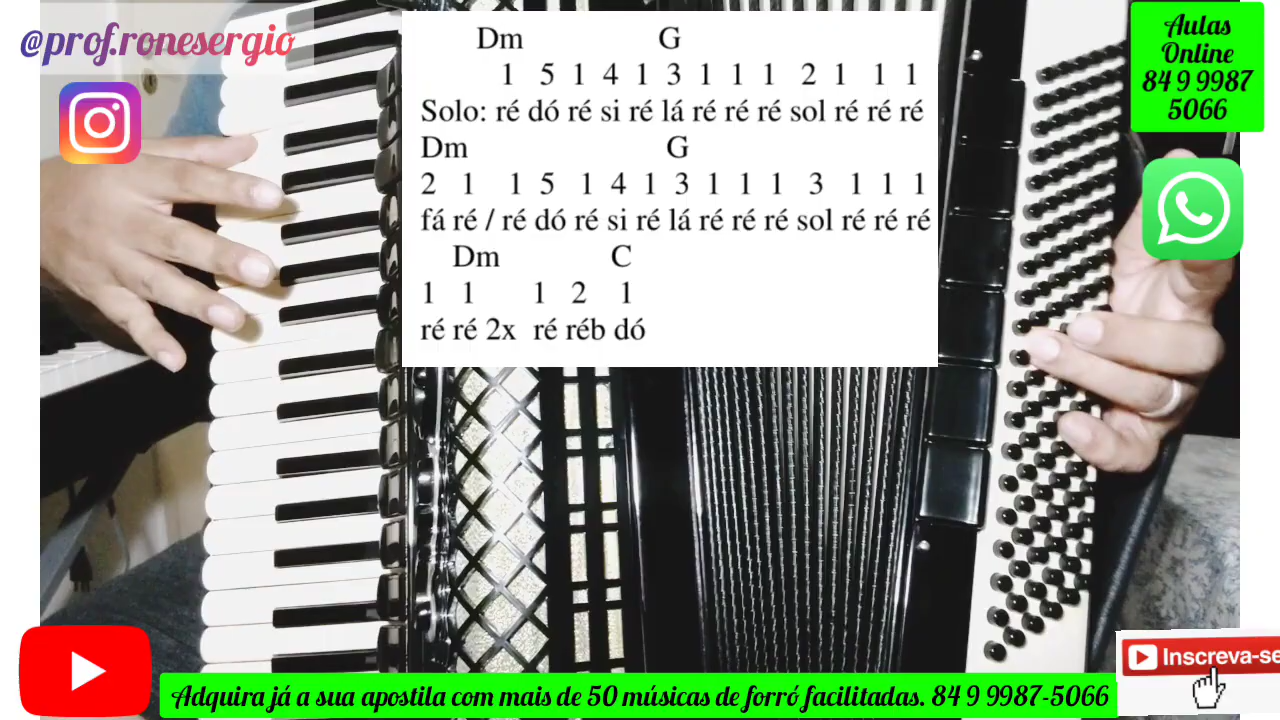 @prof.ronesergio
Dm G
1 5 1 4 1 3 1 1 1 2 1 1 1
Solo: ré dó ré si ré lá ré ré ré sol ré ré ré
Dm G
2 1 1 5 1 4 1 3 1 1 1 3 1 1 1
fá ré / ré dó ré si ré lá ré ré ré sol ré ré ré
Dm C
1 1 1 2 1
ré ré 2x ré réb dó
Aulas
Online
84 9 9987
5066
Inscreva-se
Adquira já a sua apostila com mais de 50 músicas de forró facilitadas. 84 9 9987-5066